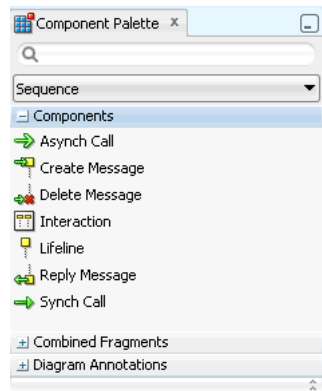 Component Palette
Sequence
Components
Asynch Call
Create Message
Delete Message
Interaction
Lifeline
Reply Message
Synch Call
Combined Fragments
Diagram Annotations